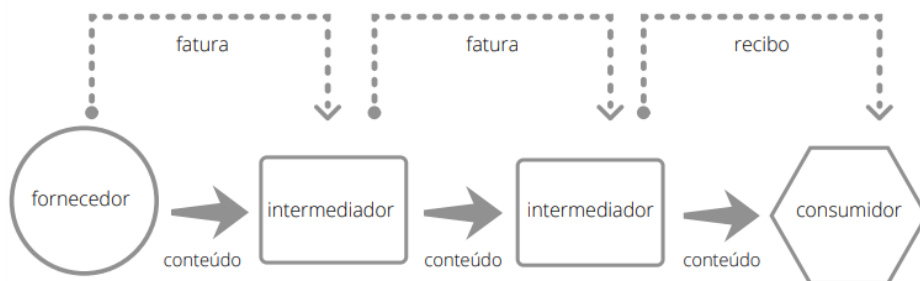 fatura
fatura
recibo
fornecedor
intermediador
intermediador
consumidor
conteúdo
conteúdo
conteúdo